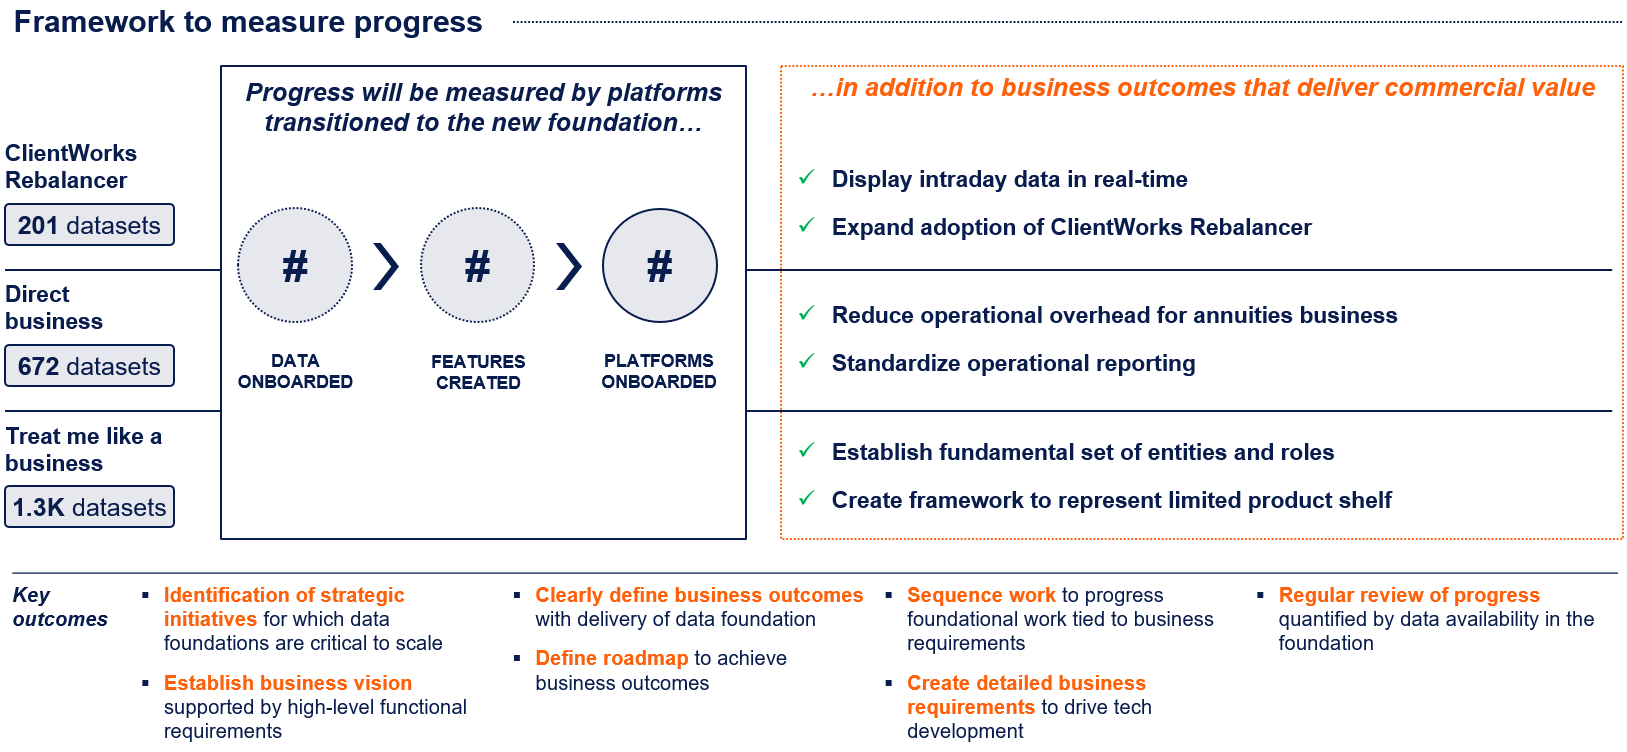 Framework to measure progress
Progress will be measured by platforms
transitioned to the new foundation…
…in addition to business outcomes that deliver commercial value
ClientWorks
Rebalancer
201 datasets
Direct
business
672 datasets
Treat me like a
business
1.3K datasets
#
#
#
DATA
ONBOARDED
FEATURES
CREATED
PLATFORMS
ONBOARDED
Display intraday data in real-time
Expand adoption of ClientWorks Rebalancer
Reduce operational overhead for annuities business
Standardize operational reporting
Establish fundamental set of entities and roles
Create framework to represent limited product shelf
Key
outcomes
Identification of strategic
initiatives for which data
foundations are critical to scale
Establish business vision
supported by high-level functional
requirements
Clearly define business outcomes
with delivery of data foundation
Define roadmap to achieve
business outcomes
Sequence work to progress
foundational work tied to business
requirements
Create detailed business
requirements to drive tech
development
Regular review of progress
quantified by data availability in the
foundation